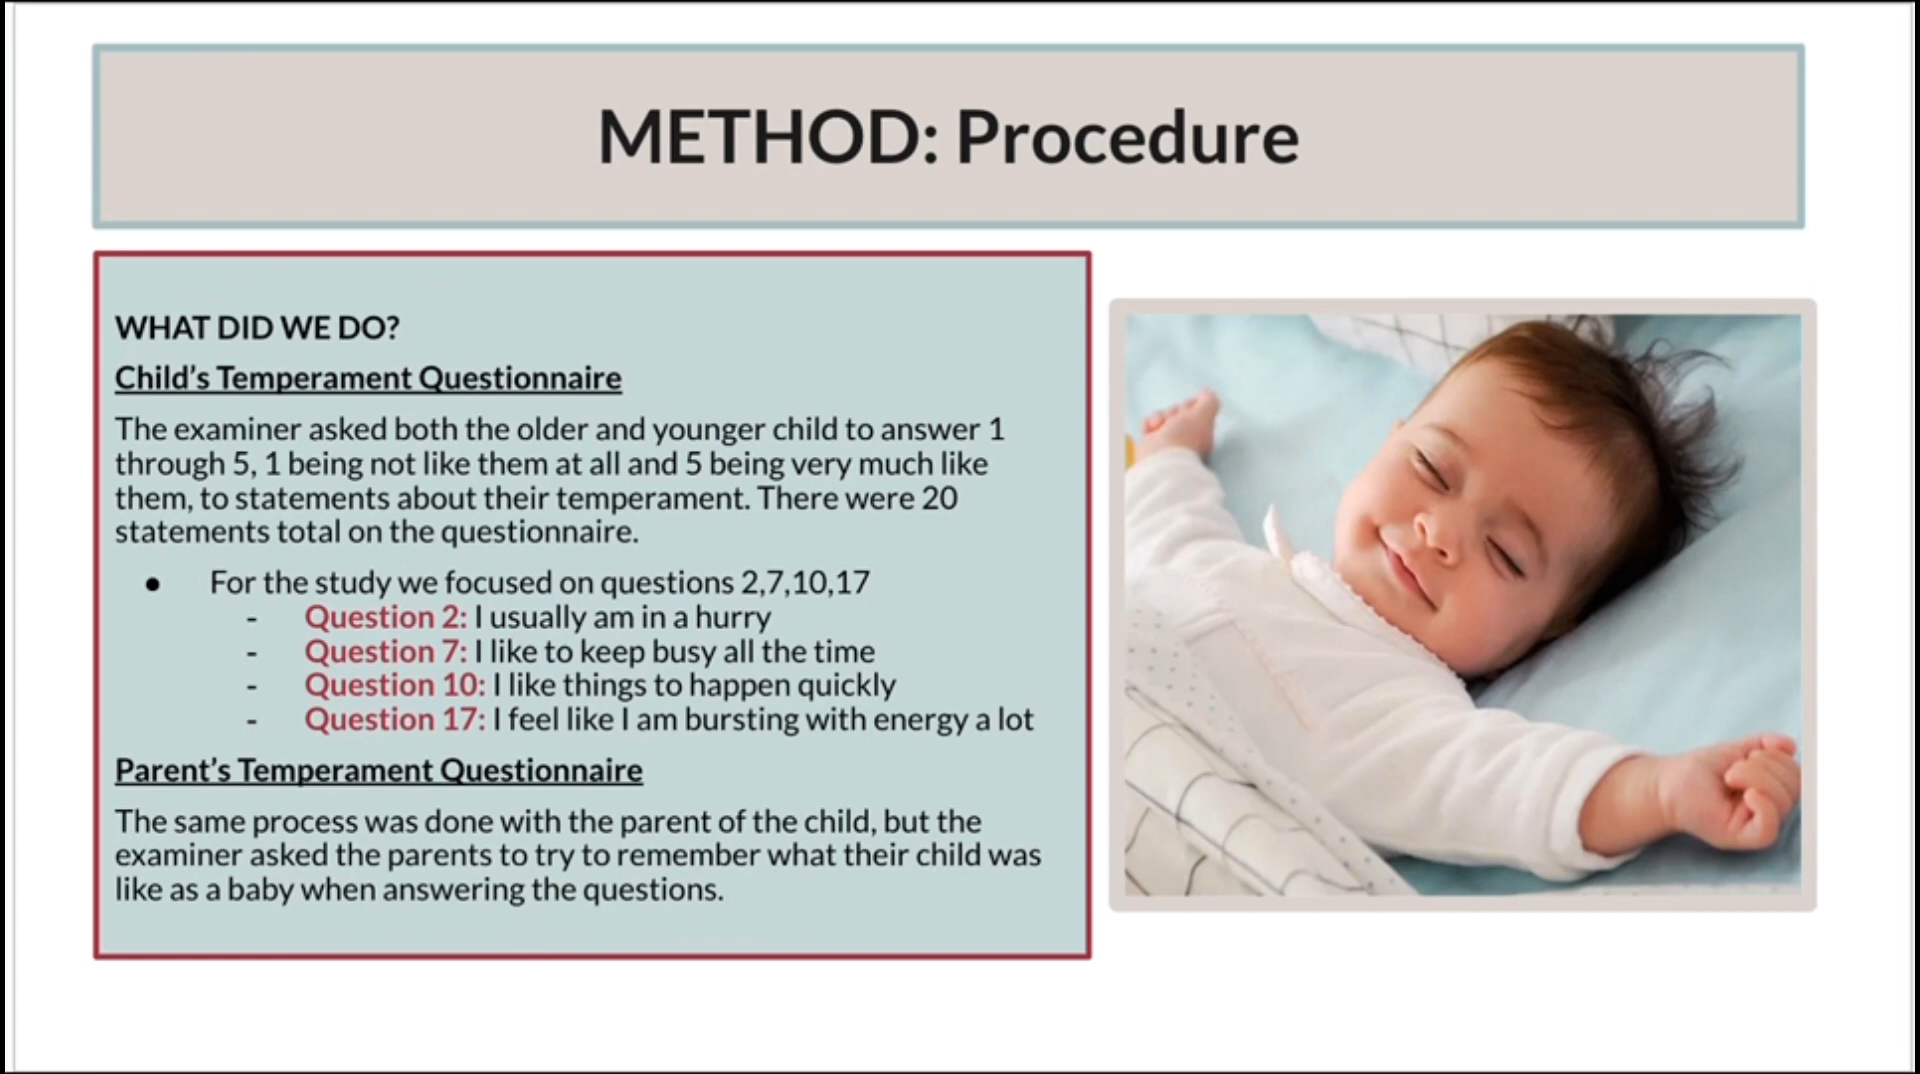 METHOD: Procedure
WHAT DID WE DO?
Child's Temperament Questionnaire
The examiner asked both the older and younger child to answer 1
through 5, 1 being not like them at all and 5 being very much like
them, to statements about their temperament. There were 20
statements total on the questionnaire.
● For the study we focused on questions 2,7,10,17
- Question 2: I usually am in a hurry
- Question 7: I like to keep busy all the time
- Question 10: I like things to happen quickly
- Question 17: I feel like I am bursting with energy a lot
Parent's Temperament Questionnaire
The same process was done with the parent of the child, but the
examiner asked the parents to try to remember what their child was
like as a baby when answering the questions.